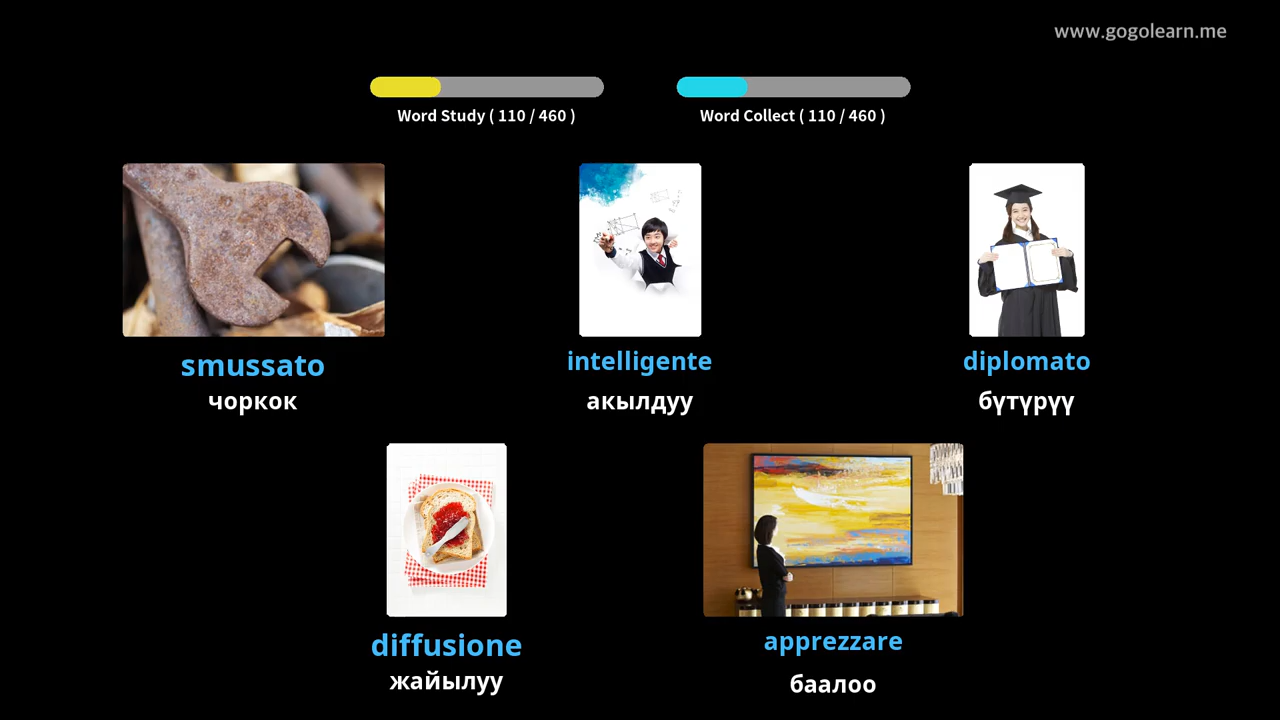 www.gogolearn.me
Word Study ( 110 / 460 )
Word Collect ( 110 / 460 )
smussato
чоркок
intelligente
акылдуу
diplomato
бүтүрүү
diffusione
жайылуу
apprezzare
баалоо